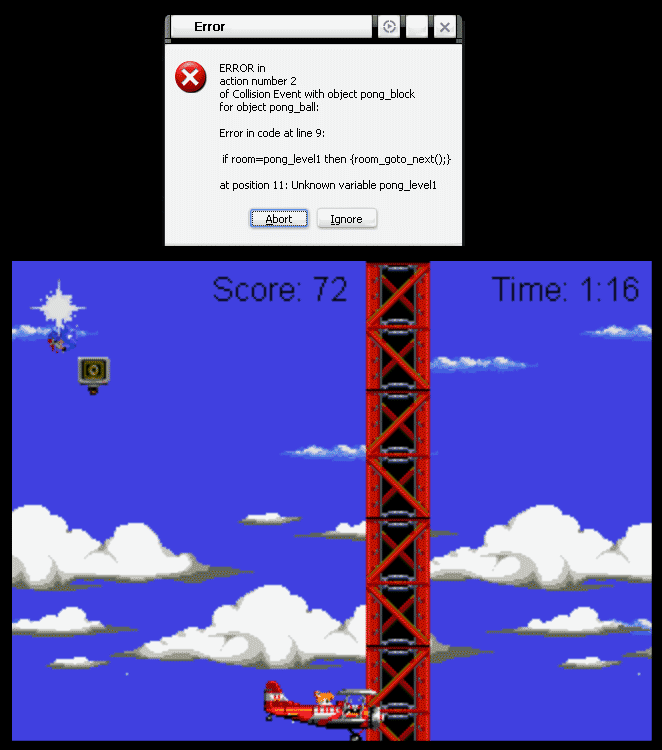 Error
ERROR in
action number 2
of Collision Event with object pong_block
for object pong_ball:
Error in code at line 9:
if room=pong_level1 then {room_goto_next();}
at position 11: Unknown variable pong_level1
Abort Ignore
Score: 72 Time: 1:16